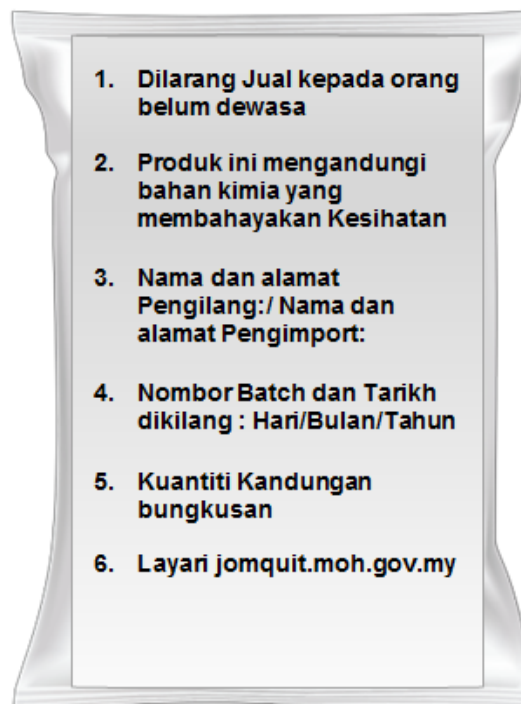 1. Dilarang Jual kepada orang
belum dewasa
2. Produk ini mengandungi
bahan kimia yang
membahayakan Kesihatan
3. Nama dan alamat
Pengilang:/ Nama dan
alamat Pengimport:
4. Nombor Batch dan Tarikh
dikilang : Hari/Bulan/Tahun
5. Kuantiti Kandungan
bungkusan
6. Layari jomquit.moh.gov.my